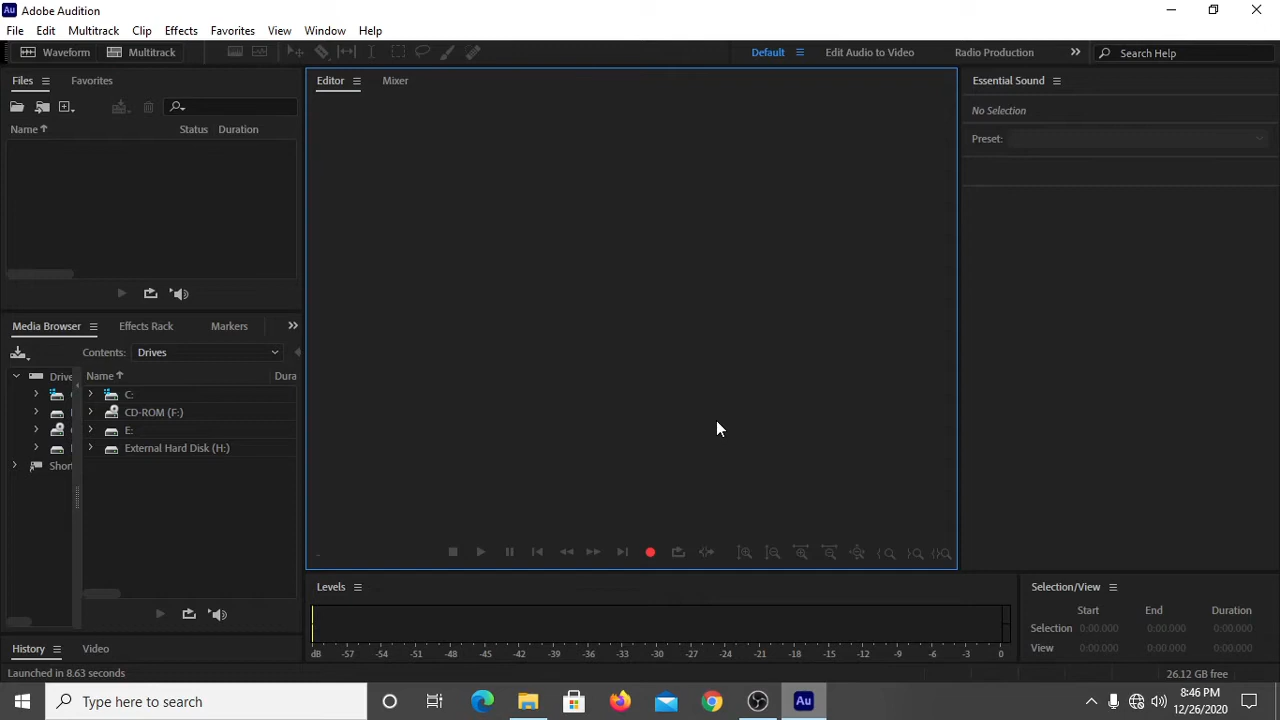 Au Adobe Audition
File Edit Multitrack Clip Effects Favorites View Window Help
Waveform Multitrack Default Edit Audio to Video Radio Production Search Help
Files Favorites Editor Mixer Essential Sound
No Selection
Name Status Duration
Preset:
Media Browser Effects Rack Markers
Contents: Drives
Drive Name Dura
C:
CD-ROM (F:)
E:
External Hard Disk (H:)
Shor
Levels Selection/View
Start End Duration
Selection 0:00.000 0:00.000 0:00.000
View 0:00.000 0:00.000 0:00.000
History Video
dB -57 -54 -51 -48 -45 -42 -39 -36 -33 -30 -27 -24 -21 -18 -15 -12 -9 -6 -3 0
Launched in 8.63 seconds 26.12 GB free
Type here to search Au 8:46 PM
12/26/2020